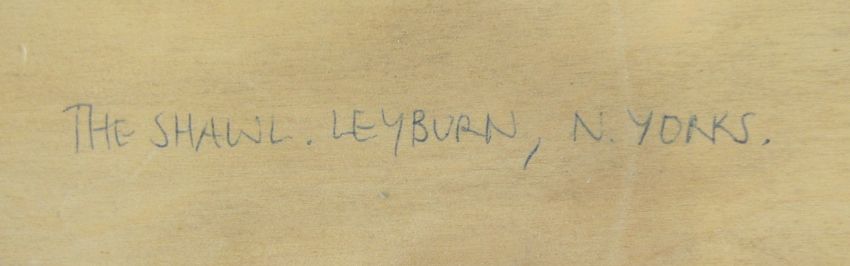 THE SHAWL. LEYBURN, N. YORKS.